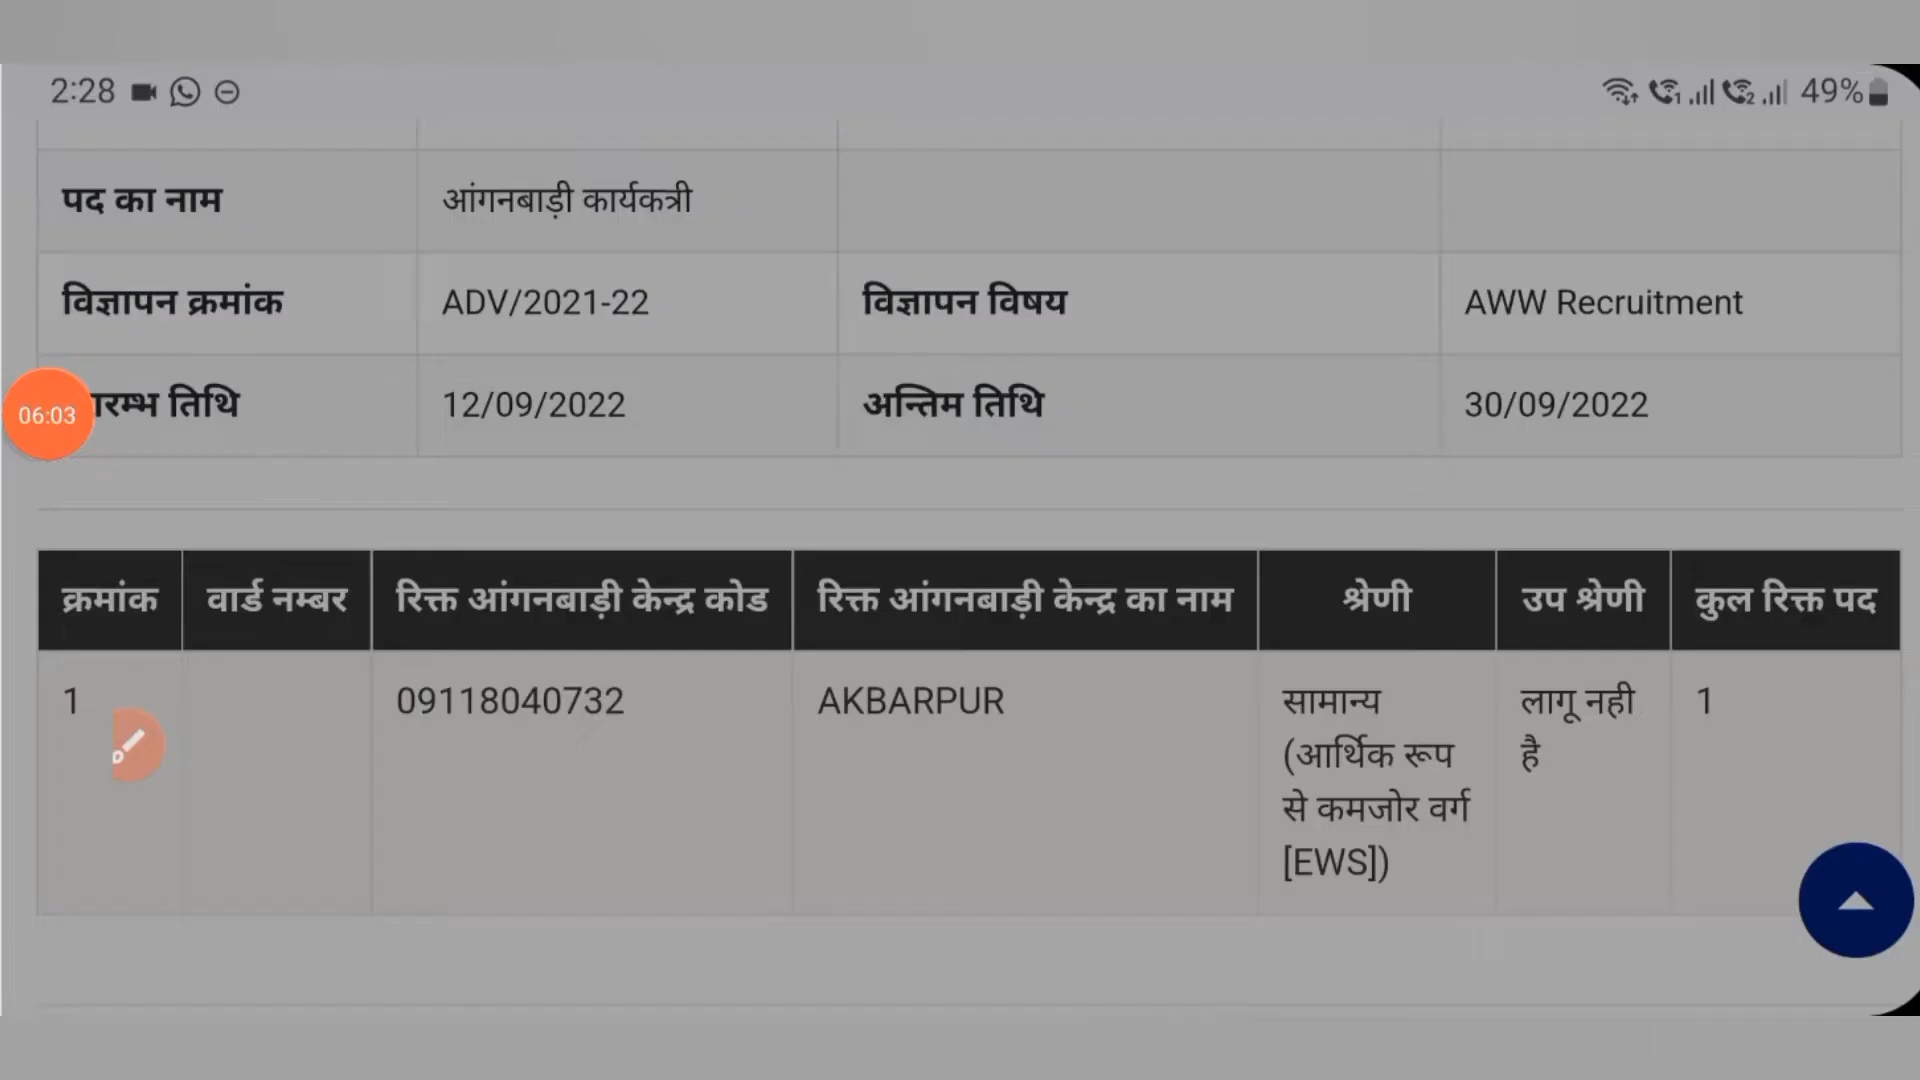 2:28
49%
पद का नाम आंगनबाड़ी कार्यकत्री
विज्ञापन क्रमांक ADV/2021-22 विज्ञापन विषय AWW Recruitment
06:03
रम्भ तिथि 12/09/2022 अन्तिम तिथि 30/09/2022
क्रमांक वार्ड नम्बर रिक्त आंगनबाड़ी केन्द्र कोड रिक्त आंगनबाड़ी केन्द्र का नाम श्रेणी उप श्रेणी कुल रिक्त पद
1 09118040732 AKBARPUR सामान्य लागू नही 1
(आर्थिक रूप है
से कमजोर वर्ग
[EWS])